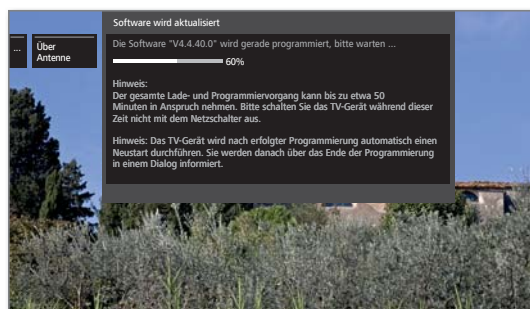 Software wird aktualisiert
...
Über
Antenne
Die Software "V4.4.40.0" wird gerade programmiert, bitte warten ...
60%
Hinweis:
Der gesamte Lade- und Programmiervorgang kann bis zu etwa 50
Minuten in Anspruch nehmen. Bitte schalten Sie das TV-Gerät während dieser
Zeit nicht mit dem Netzschalter aus.
Hinweis: Das TV-Gerät wird nach erfolgter Programmierung automatisch einen
Neustart durchführen. Sie werden danach über das Ende der Programmierung
in einem Dialog informiert.